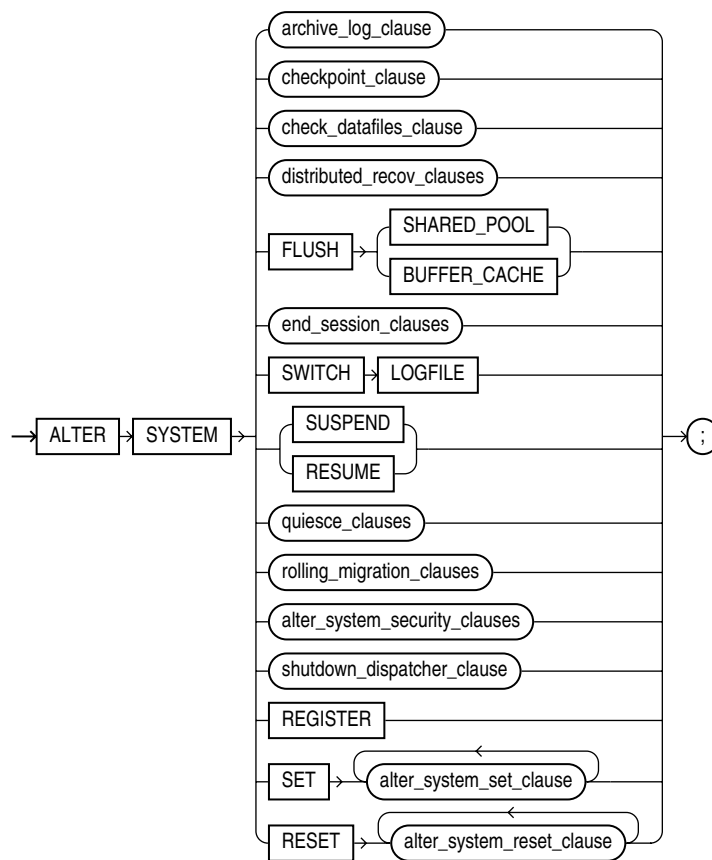 archive_log_clause
checkpoint_clause
check_datafiles_clause
distributed_recov_clauses
SHARED_POOL
FLUSH
BUFFER_CACHE
end_session_clauses
SWITCH LOGFILE
SUSPEND
ALTER SYSTEM ;
RESUME
quiesce_clauses
rolling_migration_clauses
alter_system_security_clauses
shutdown_dispatcher_clause
REGISTER
SET alter_system_set_clause
RESET alter_system_reset_clause